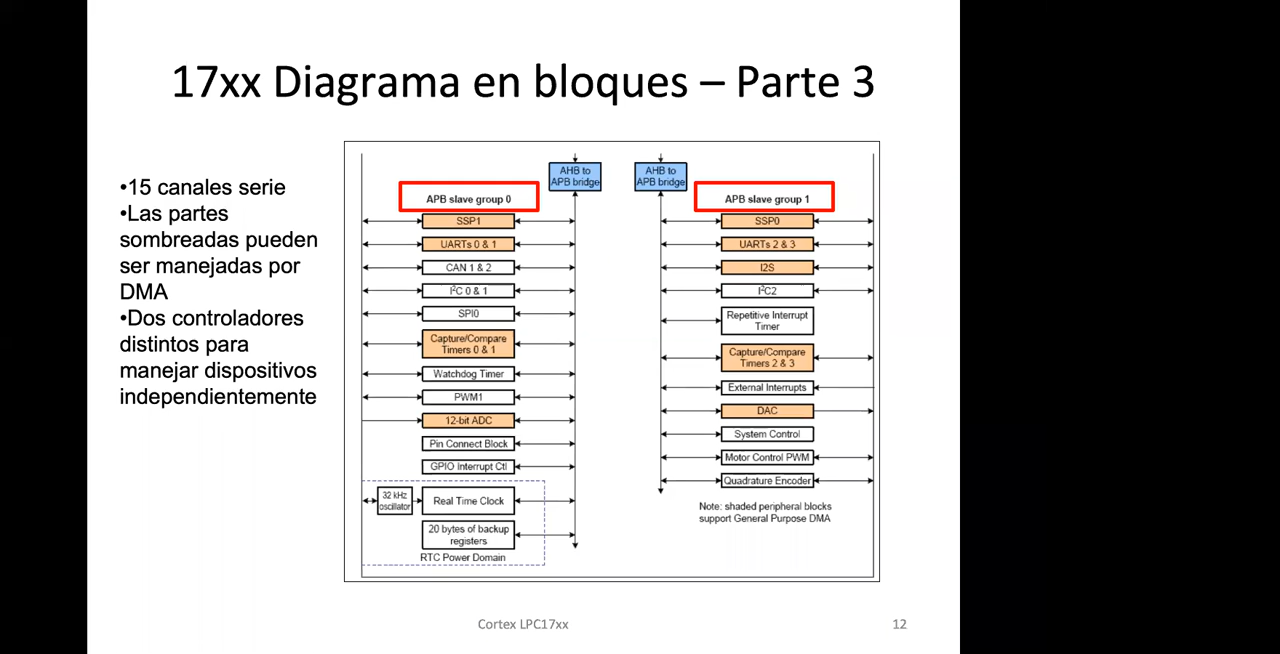 17xx Diagrama en bloques – Parte 3
•15 canales serie
•Las partes
sombreadas pueden
ser manejadas por
DMA
•Dos controladores
distintos para
manejar dispositivos
independientemente
AHB to
APB bridge
APB slave group 0
SSP1
UARTs 0 & 1
CAN 1 & 2
I²C 0 & 1
SPI0
Capture/Compare
Timers 0 & 1
Watchdog Timer
PWM1
12-bit ADC
Pin Connect Block
GPIO Interrupt Ctl
32 kHz
oscillator
Real Time Clock
20 bytes of backup
registers
RTC Power Domain
AHB to
APB bridge
APB slave group 1
SSP0
UARTs 2 & 3
I2S
I²C2
Repetitive Interrupt
Timer
Capture/Compare
Timers 2 & 3
External Interrupts
DAC
System Control
Motor Control PWM
Quadrature Encoder
Note: shaded peripheral blocks
support General Purpose DMA
Cortex LPC17xx
12